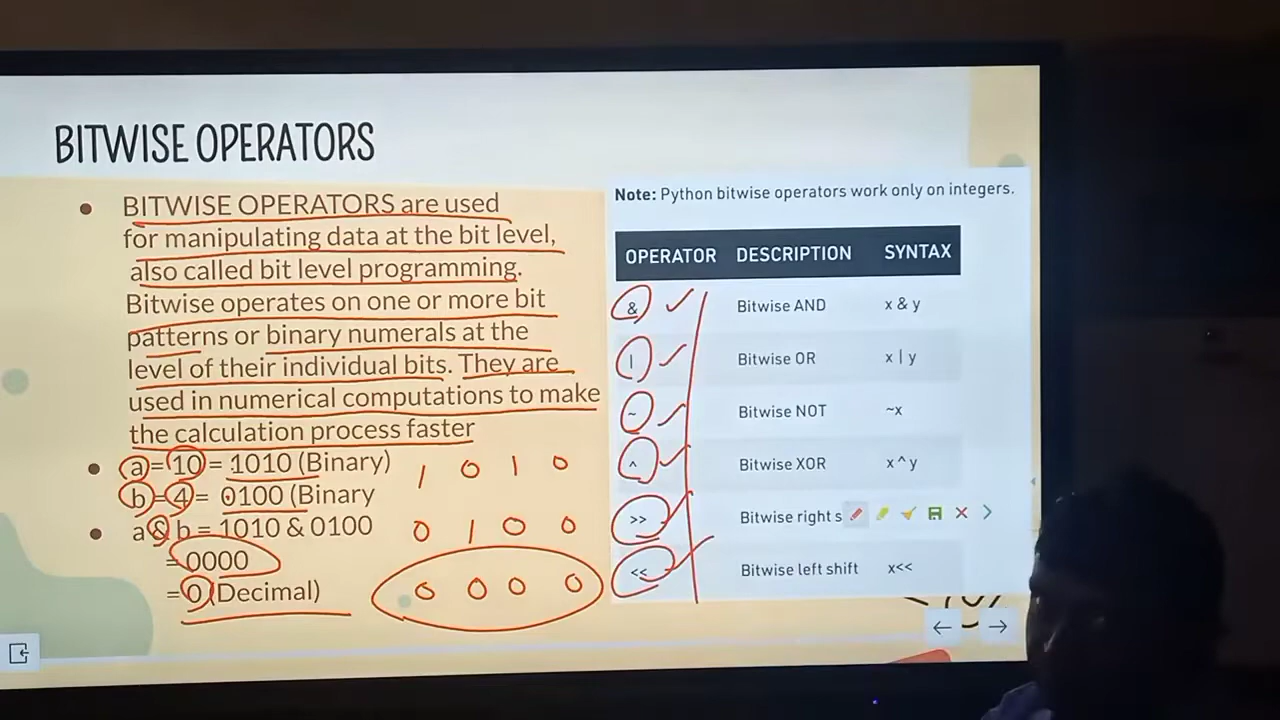 BITWISE OPERATORS
BITWISE OPERATORS are used
for manipulating data at the bit level,
also called bit level programming.
Bitwise operates on one or more bit
patterns or binary numerals at the
level of their individual bits. They are
used in numerical computations to make
the calculation process faster
a = 10 = 1010 (Binary)
b = 4 = 0100 (Binary
a & b = 1010 & 0100
= 0000
= 0 (Decimal)
1 0 1 0
0 1 0 0
0 0 0 0
Note: Python bitwise operators work only on integers.
OPERATOR DESCRIPTION SYNTAX
& Bitwise AND x & y
| Bitwise OR x | y
~ Bitwise NOT ~x
^ Bitwise XOR x ^ y
>> Bitwise right s
<< Bitwise left shift x<<